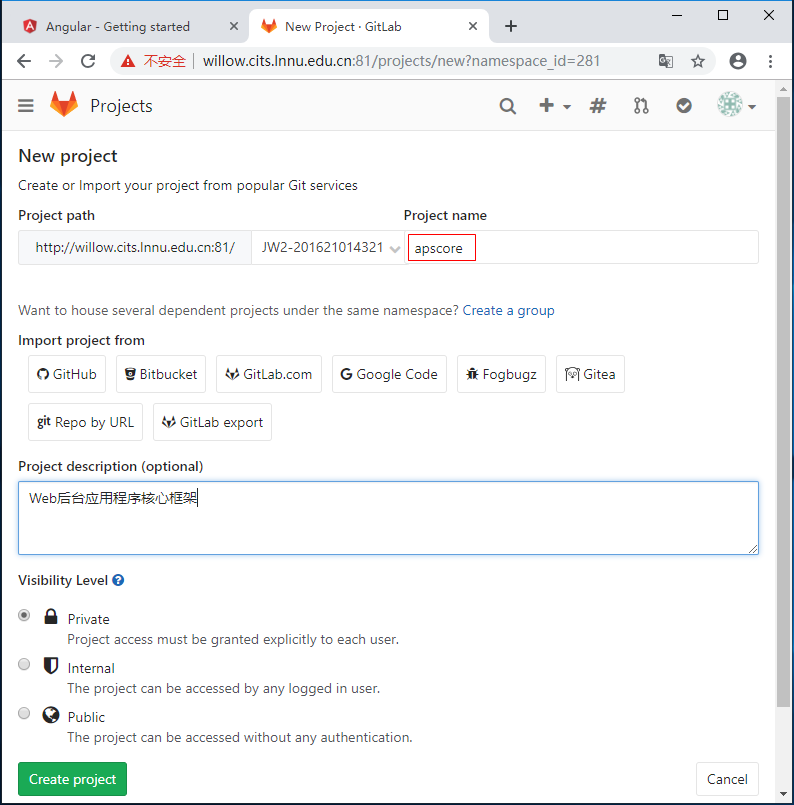 Angular - Getting started
New Project · GitLab
不安全 willow.cits.lnnu.edu.cn:81/projects/new?namespace_id=281
Projects
New project
Create or Import your project from popular Git services
Project path Project name
http://willow.cits.lnnu.edu.cn:81/ JW2-201621014321 apscore
Want to house several dependent projects under the same namespace? Create a group
Import project from
GitHub Bitbucket GitLab.com Google Code Fogbugz Gitea
git Repo by URL GitLab export
Project description (optional)
Web后台应用程序核心框架
Visibility Level
Private
Project access must be granted explicitly to each user.
Internal
The project can be accessed by any logged in user.
Public
The project can be accessed without any authentication.
Create project Cancel